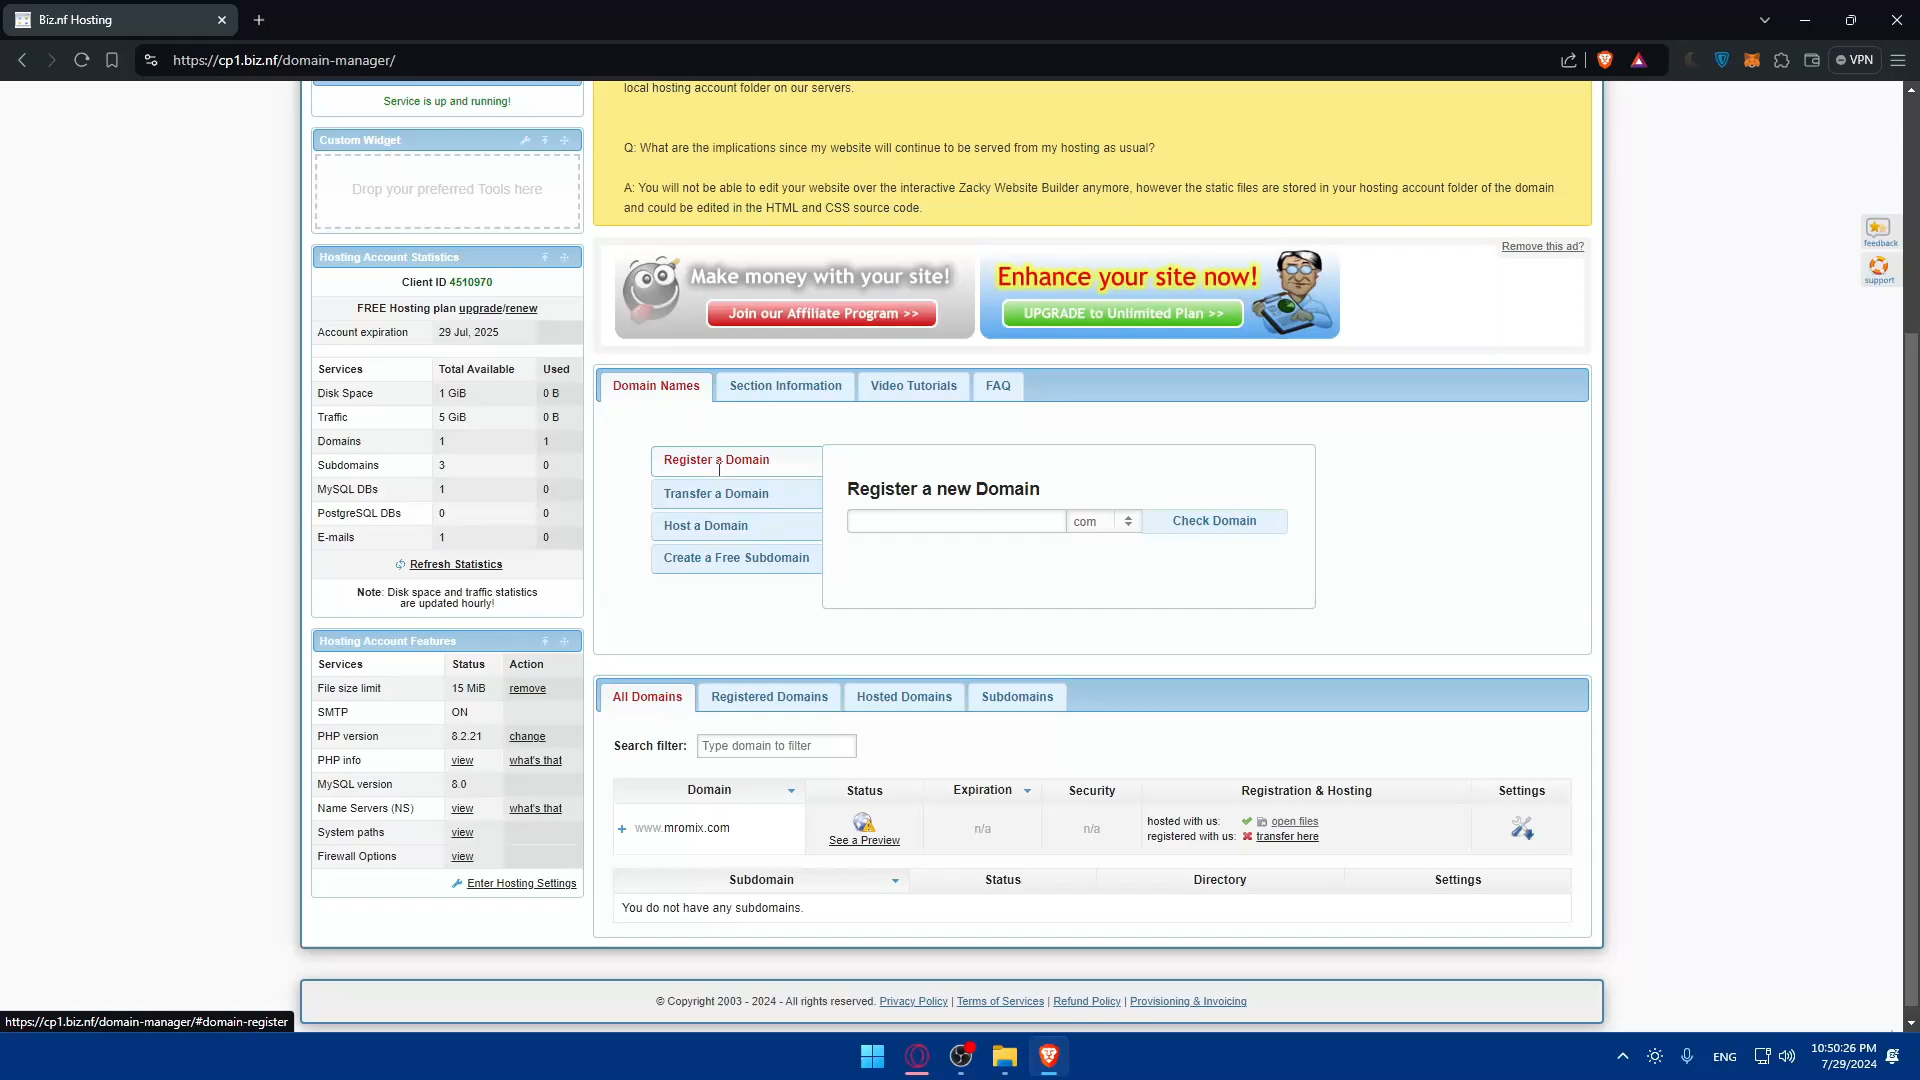 Biz.nf Hosting
https://cp1.biz.nf/domain-manager/
VPN
Service is up and running!
Custom Widget
Drop your preferred Tools here
Hosting Account Statistics
Client ID 4510970
FREE Hosting plan upgrade/renew
Account expiration 29 Jul, 2025
Services Total Available Used
Disk Space 1 GiB 0 B
Traffic 5 GiB 0 B
Domains 1 1
Subdomains 3 0
MySQL DBs 1 0
PostgreSQL DBs 0 0
E-mails 1 0
Refresh Statistics
Note: Disk space and traffic statistics
are updated hourly!
Hosting Account Features
Services Status Action
File size limit 15 MiB remove
SMTP ON
PHP version 8.2.21 change
PHP info view what's that
MySQL version 8.0
Name Servers (NS) view what's that
System paths view
Firewall Options view
Enter Hosting Settings
local hosting account folder on our servers.
Q: What are the implications since my website will continue to be served from my hosting as usual?
A: You will not be able to edit your website over the interactive Zacky Website Builder anymore, however the static files are stored in your hosting account folder of the domain
and could be edited in the HTML and CSS source code.
Remove this ad?
Make money with your site!
Join our Affiliate Program >>
Enhance your site now!
UPGRADE to Unlimited Plan >>
Domain Names Section Information Video Tutorials FAQ
Register a Domain
Transfer a Domain
Host a Domain
Create a Free Subdomain
Register a new Domain
com Check Domain
All Domains Registered Domains Hosted Domains Subdomains
Search filter: Type domain to filter
Domain Status Expiration Security Registration & Hosting Settings
www.mromix.com See a Preview n/a n/a
hosted with us: open files
registered with us: transfer here
Subdomain Status Directory Settings
You do not have any subdomains.
feedback
support
© Copyright 2003 - 2024 - All rights reserved. Privacy Policy | Terms of Services | Refund Policy | Provisioning & Invoicing
https://cp1.biz.nf/domain-manager/#domain-register
ENG
10:50:26 PM
7/29/2024